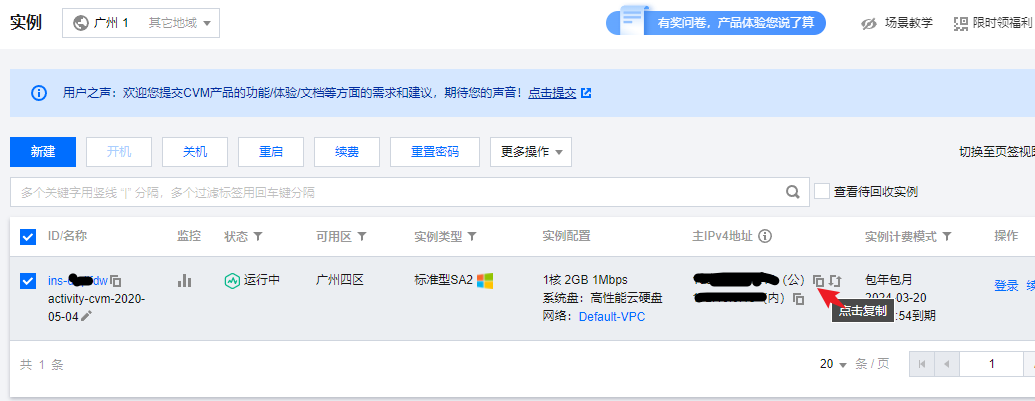 实例
广州 1 其它地域
有奖问卷，产品体验您说了算
场景教学
限时领福利
用户之声：欢迎您提交CVM产品的功能/体验/文档等方面的需求和建议，期待您的声音！点击提交
新建 开机 关机 重启 续费 重置密码 更多操作
切换至页签视图
多个关键字用竖线 “|” 分隔，多个过滤标签用回车键分隔
查看待回收实例
ID/名称 监控 状态 可用区 实例类型 实例配置 主IPv4地址 实例计费模式 操作
ins- dw 运行中 广州四区 标准型SA2 1核 2GB 1Mbps (公) 包年包月 登录 续
activity-cvm-2020- 系统盘：高性能云硬盘 (内) 2024-03-20
05-04 网络：Default-VPC 点击复制 :54到期
共 1 条
20 条 / 页 1